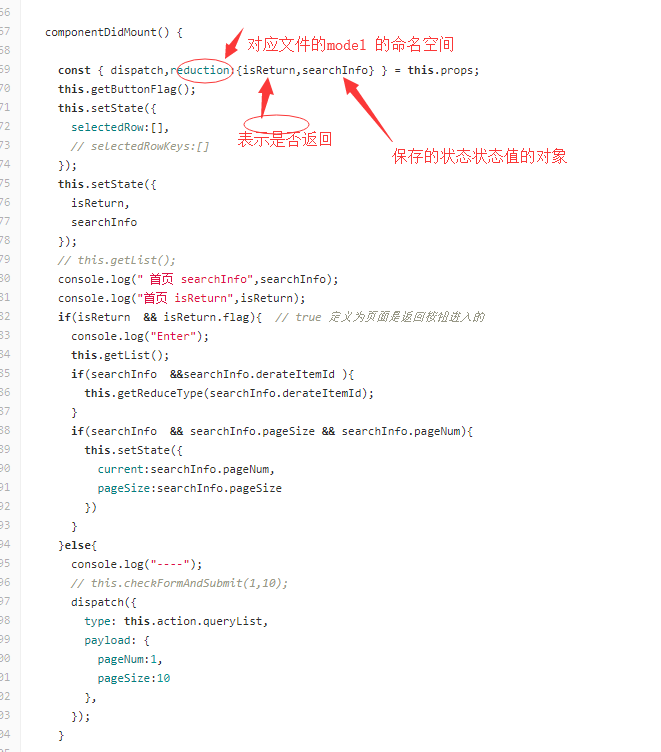 66
67 componentDidMount() {
对应文件的model 的命名空间
68
69 const { dispatch,reduction:{isReturn,searchInfo} } = this.props;
70 this.getButtonFlag();
71 this.setState({
72 selectedRow:[],
表示是否返回
73 // selectedRowKeys:[]
保存的状态状态值的对象
74 });
75 this.setState({
76 isReturn,
77 searchInfo
78 });
79 // this.getList();
80 console.log(" 首页 searchInfo",searchInfo);
81 console.log("首页 isReturn",isReturn);
82 if(isReturn && isReturn.flag){ // true 定义为页面是返回按钮进入的
83 console.log("Enter");
84 this.getList();
85 if(searchInfo &&searchInfo.derateItemId ){
86 this.getReduceType(searchInfo.derateItemId);
87 }
88 if(searchInfo && searchInfo.pageSize && searchInfo.pageNum){
89 this.setState({
90 current:searchInfo.pageNum,
91 pageSize:searchInfo.pageSize
92 })
93 }
94 }else{
95 console.log("----");
96 // this.checkFormAndSubmit(1,10);
97 dispatch({
98 type: this.action.queryList,
99 payload: {
00 pageNum:1,
01 pageSize:10
02 },
03 });
04 }